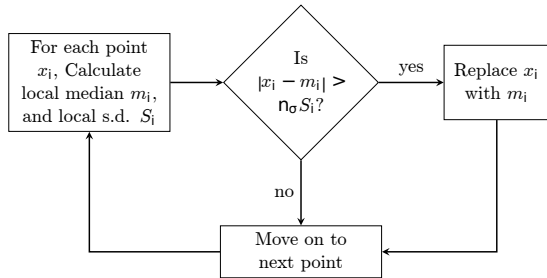 For each point
xᵢ, Calculate
local median mᵢ,
and local s.d. Sᵢ
Is
|xᵢ − mᵢ| >
n_σSᵢ?
yes
Replace xᵢ
with mᵢ
no
Move on to
next point